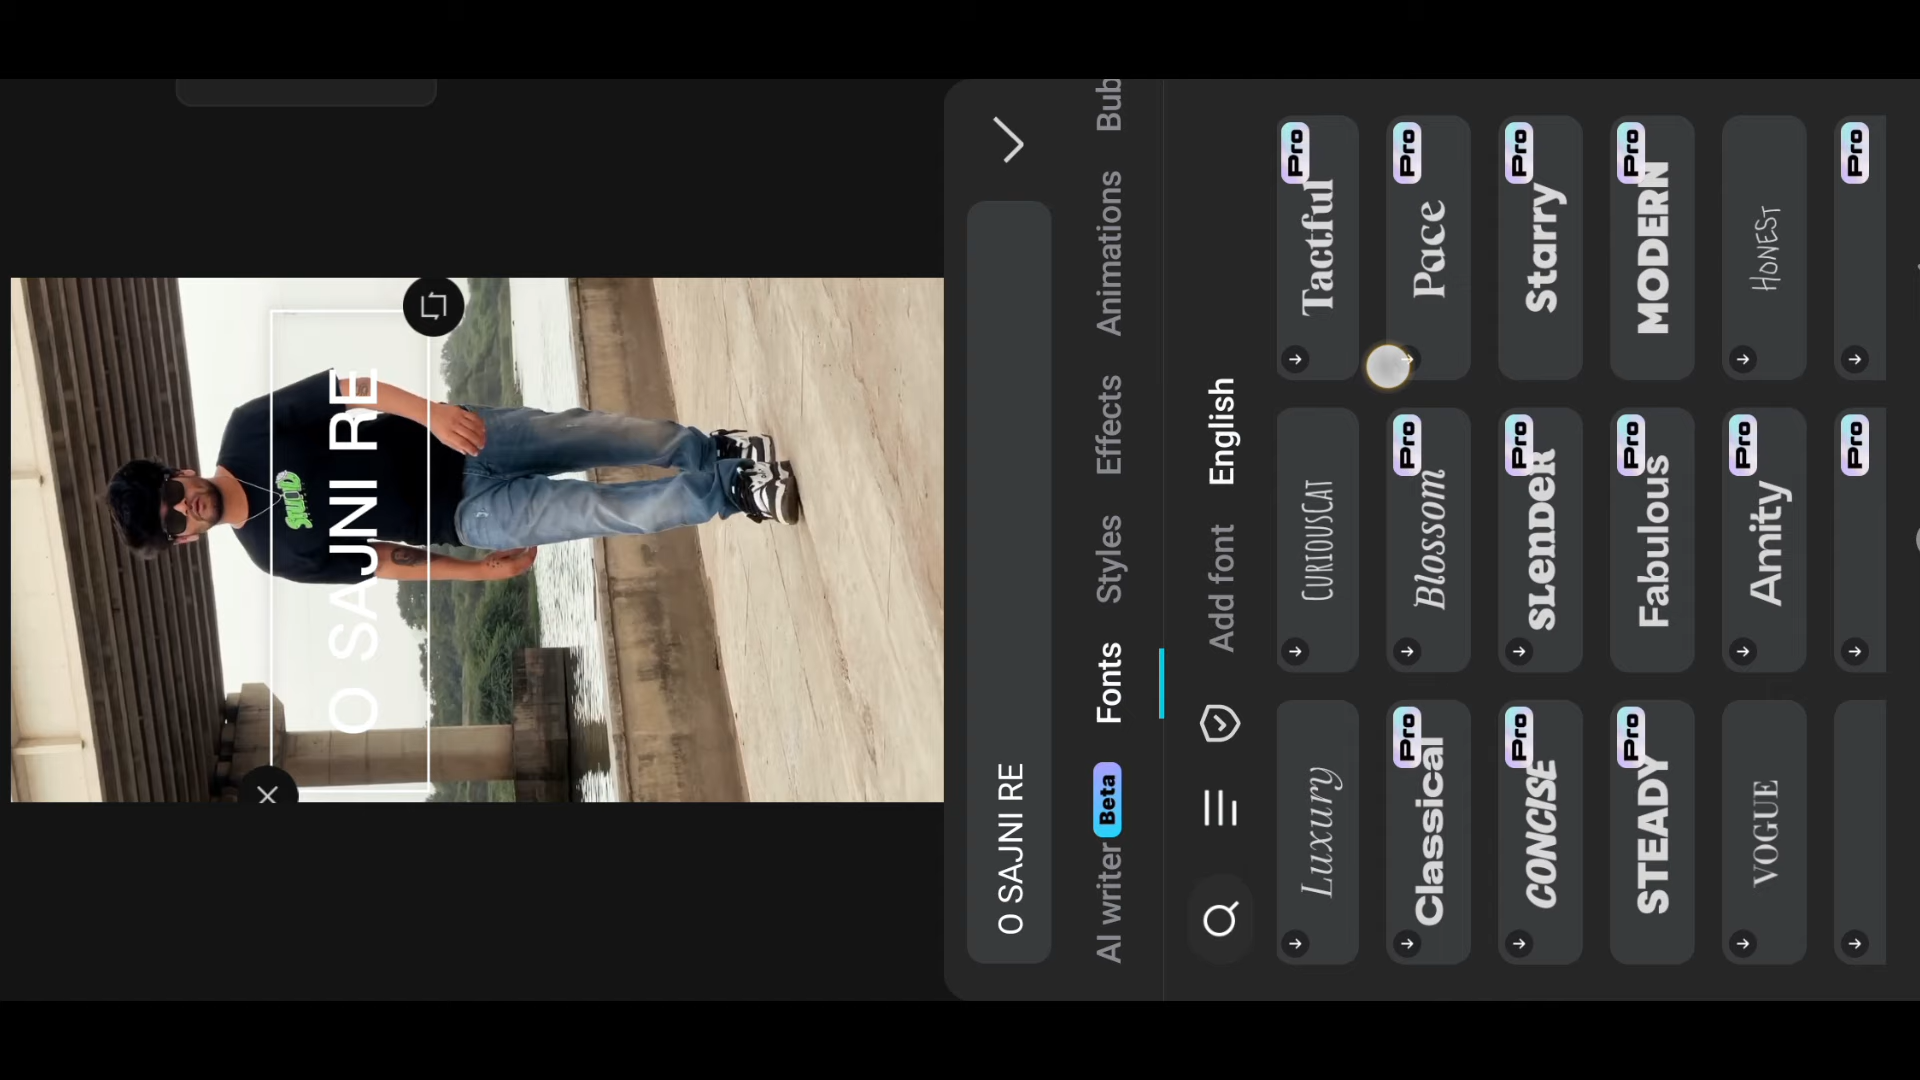 O SAJNI RE
O SAJNI RE
AI writer Beta Fonts Styles Effects Animations Bub
Add font English
Luxury CURIOUSCAT Tactful Pro
Classical Pro Blossom Pro Pace Pro
CONCISE Pro SLENDER Pro Starry Pro
STEADY Pro Fabulous Pro MODERN Pro
VOGUE Amity Pro HONEST
Pro Pro